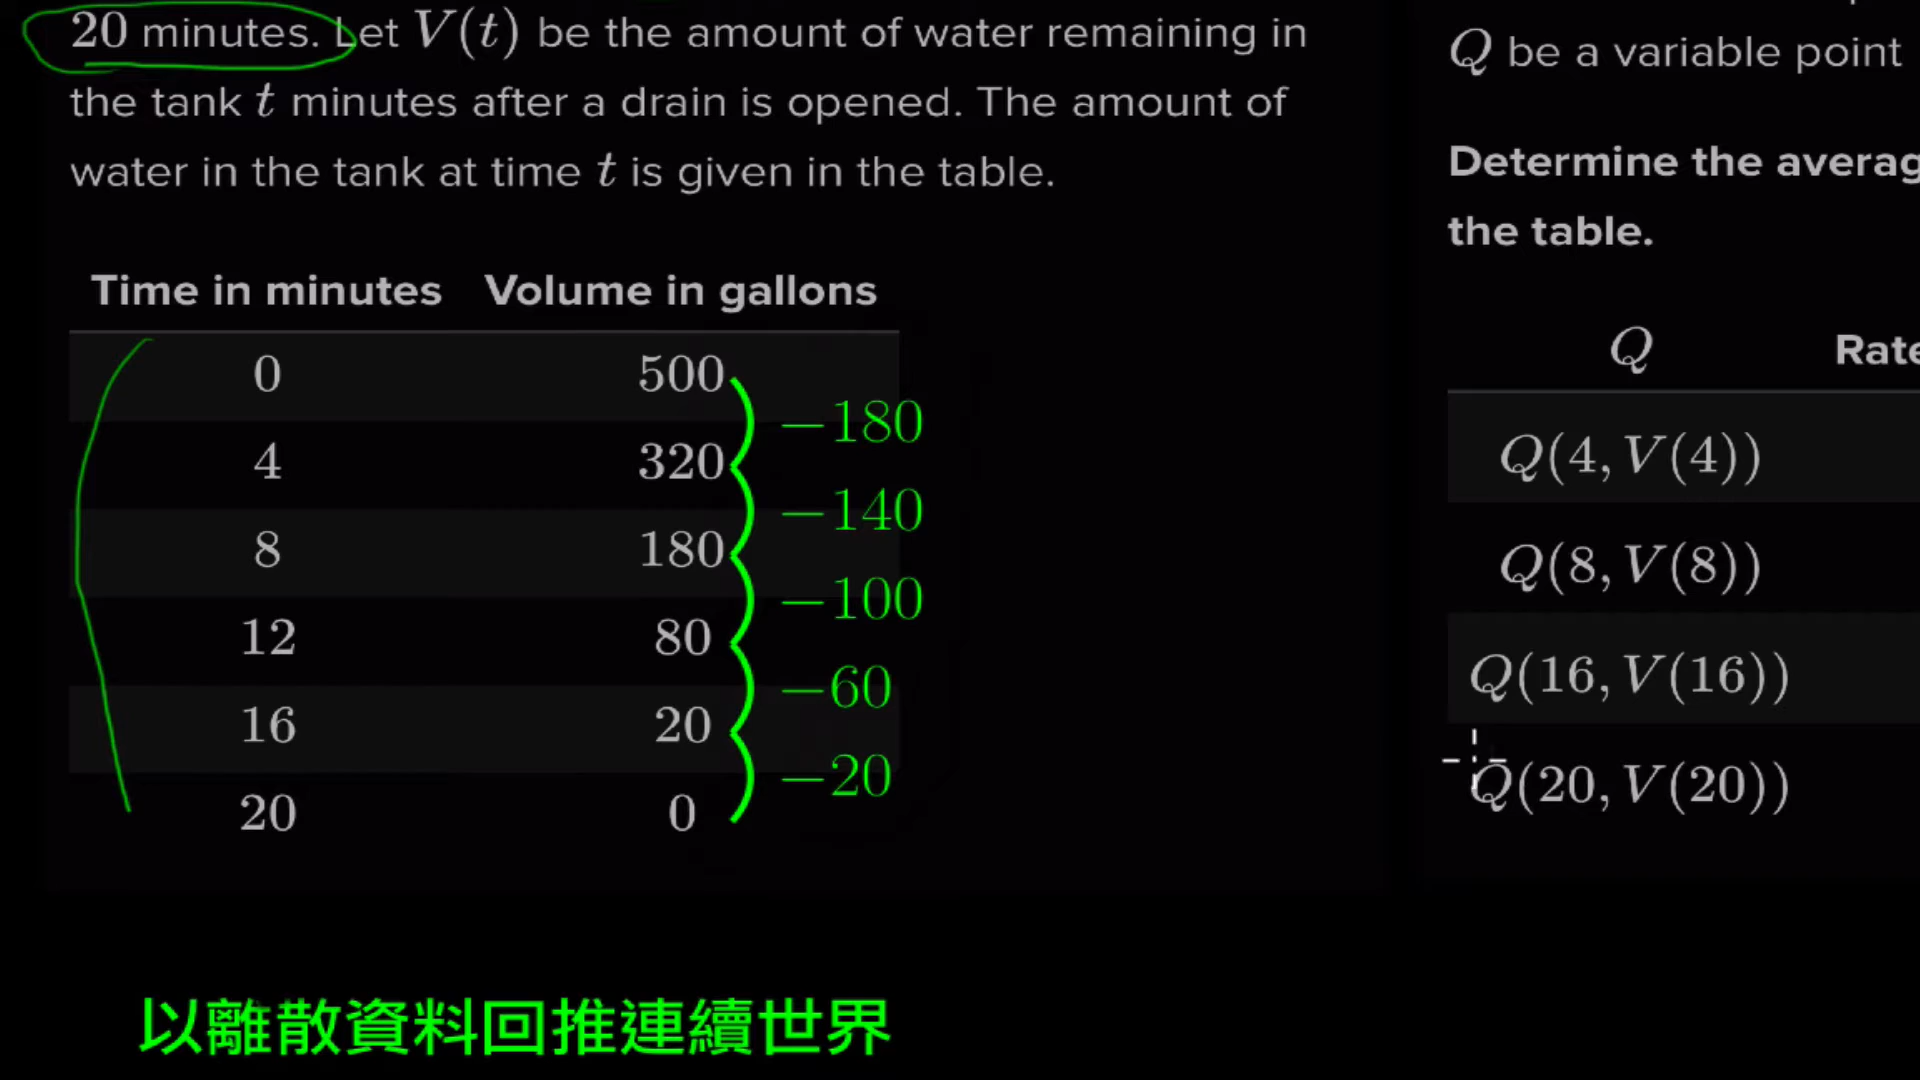 20 minutes. Let V(t) be the amount of water remaining in
the tank t minutes after a drain is opened. The amount of
water in the tank at time t is given in the table.
Time in minutes Volume in gallons
0 500
−180
4 320
−140
8 180
−100
12 80
−60
16 20
−20
20 0
以離散資料回推連續世界
Q be a variable point
Determine the averag
the table.
Q Rate
Q(4, V(4))
Q(8, V(8))
Q(16, V(16))
Q(20, V(20))